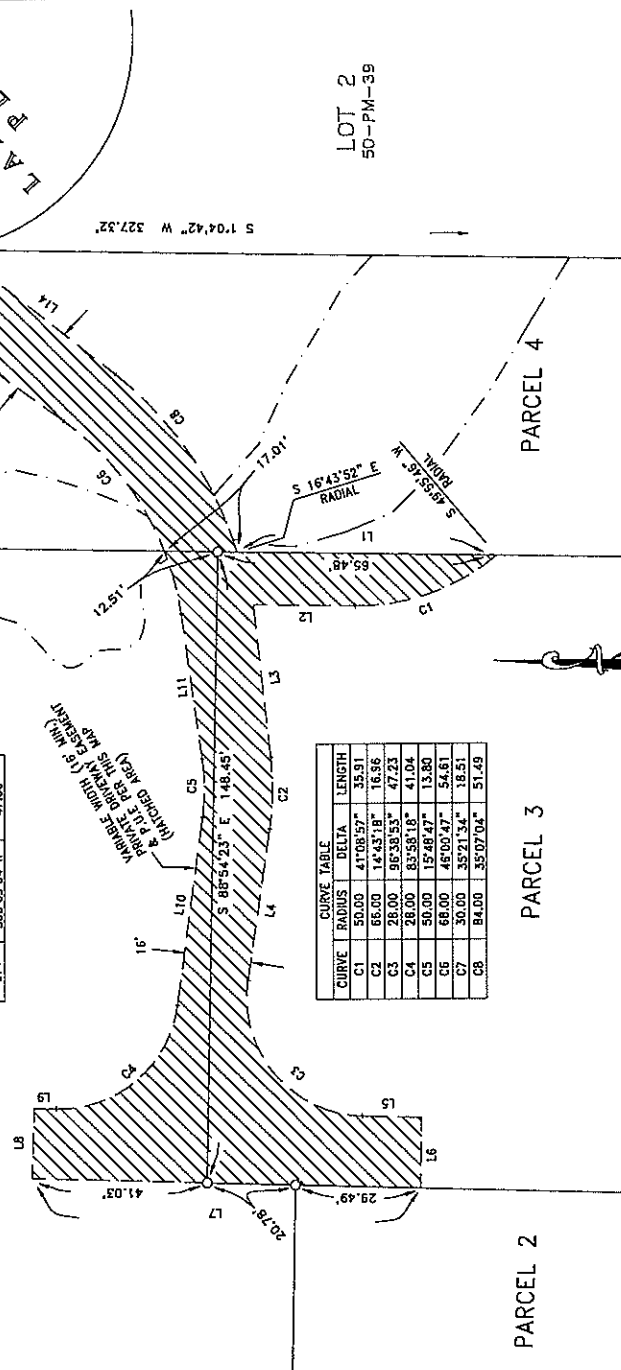 LOT 2
50-PM-39
S 1°04'42" W 327.32'
L14
C8
C6
17.01'
S 16°43'52" E
RADIAL
S 49°55'46" W
RADIAL
PARCEL 4
L1
65.48'
12.51'
C1
L2
L11
L3
VARIABLE WIDTH (16' MIN.)
PRIVATE DRIVEWAY EASEMENT
& P.U.E. PER THIS MAP
(HATCHED AREA)
C5
S 88°54'23" E 148.45'
C2
L10
L4
16'
CURVE TABLE
CURVE RADIUS DELTA LENGTH
C1 50.00 41°08'57" 35.91
C2 66.00 14°43'18" 16.96
C3 28.00 96°38'53" 47.23
C4 28.00 83°58'18" 41.04
C5 50.00 15°48'47" 13.80
C6 68.00 46°00'47" 54.61
C7 30.00 35°21'34" 18.51
C8 84.00 35°07'04" 51.49
PARCEL 3
C4
C3
L9
L5
L8
L6
41.03'
L7
20.78'
29.49'
PARCEL 2